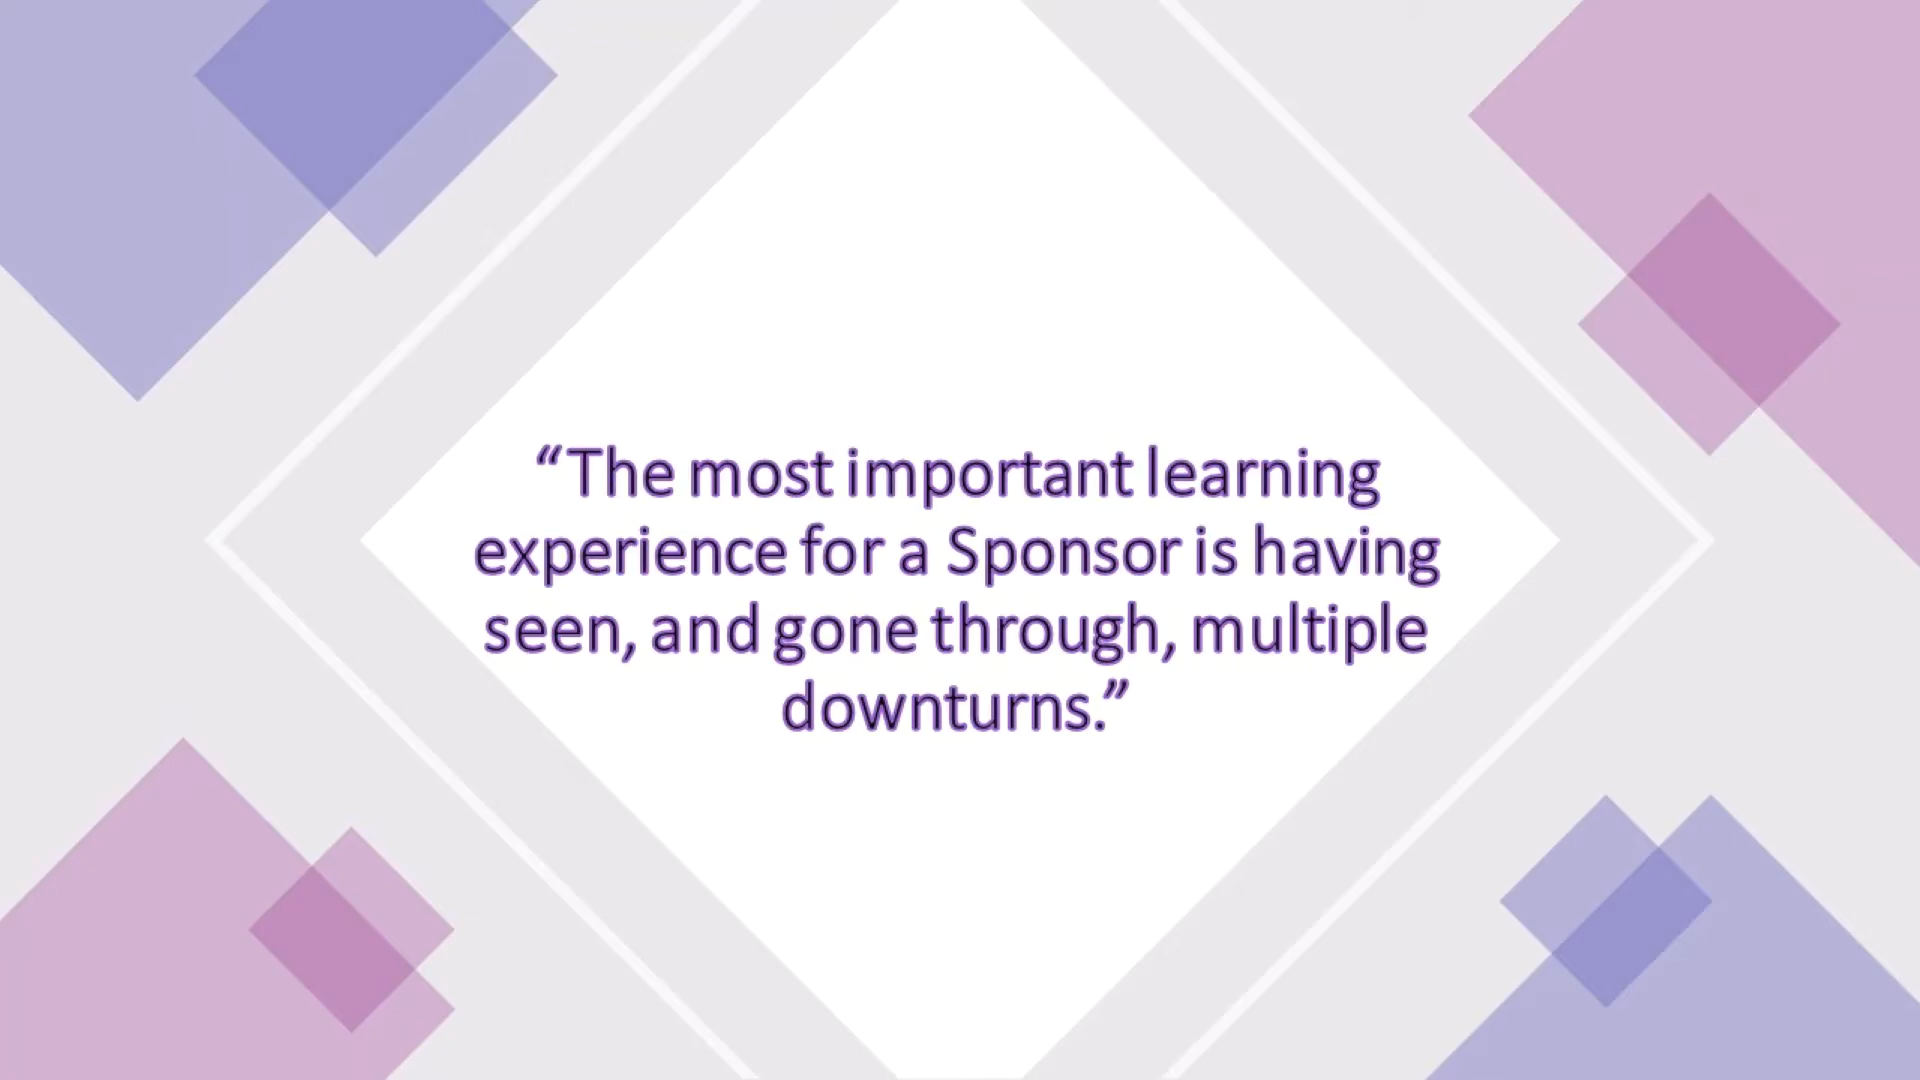 “The most important learning
experience for a Sponsor is having
seen, and gone through, multiple
downturns.”